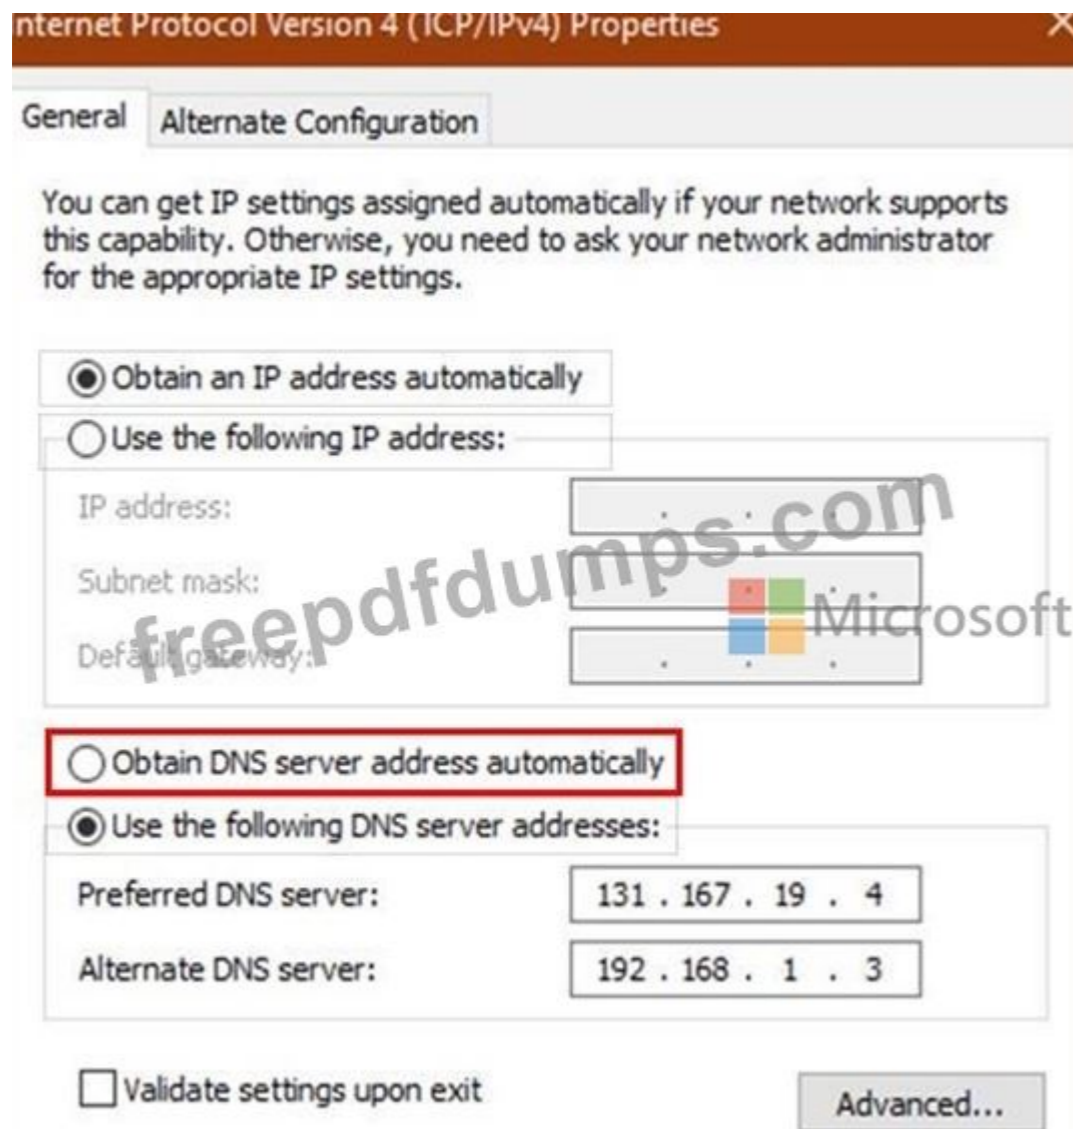 nternet Protocol Version 4 (TCP/IPv4) Properties
General
Alternate Configuration
You can get IP settings assigned automatically if your network supports
this capability. Otherwise, you need to ask your network administrator
for the appropriate IP settings.
Obtain an IP address automatically
Use the following IP address:
IP address:
Subnet mask:
Default gateway:
freepdfdumps.com
Microsoft
Obtain DNS server address automatically
Use the following DNS server addresses:
Preferred DNS server: 131 . 167 . 19 . 4
Alternate DNS server: 192 . 168 . 1 . 3
Validate settings upon exit
Advanced...